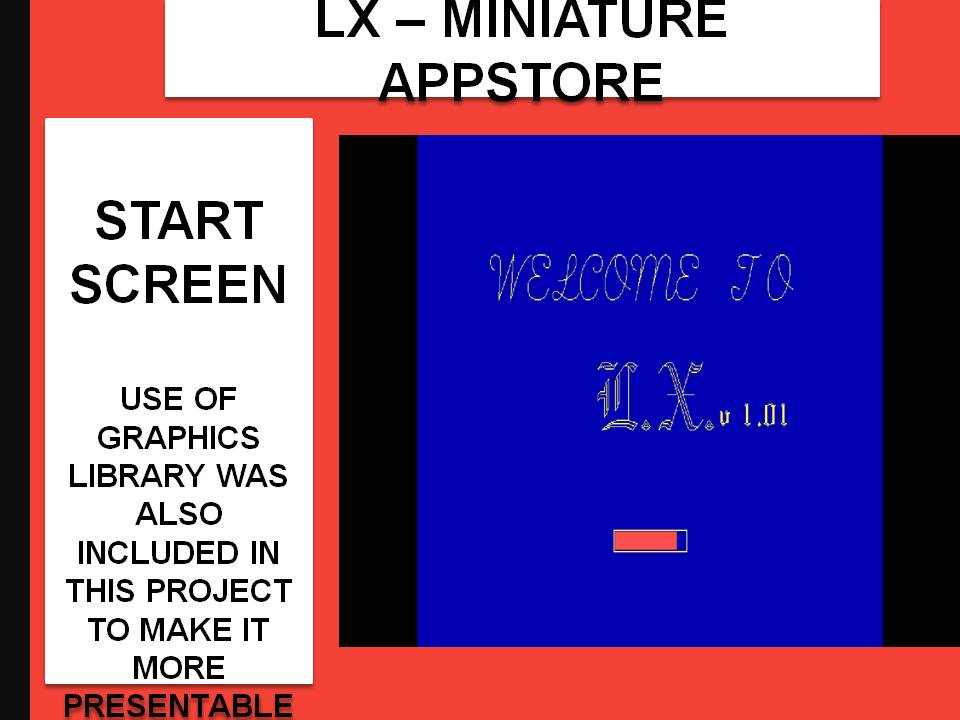 LX – MINIATURE
APPSTORE
START
SCREEN
USE OF
GRAPHICS
LIBRARY WAS
ALSO
INCLUDED IN
THIS PROJECT
TO MAKE IT
MORE
PRESENTABLE
WELCOME TO
L.X. v 1.01